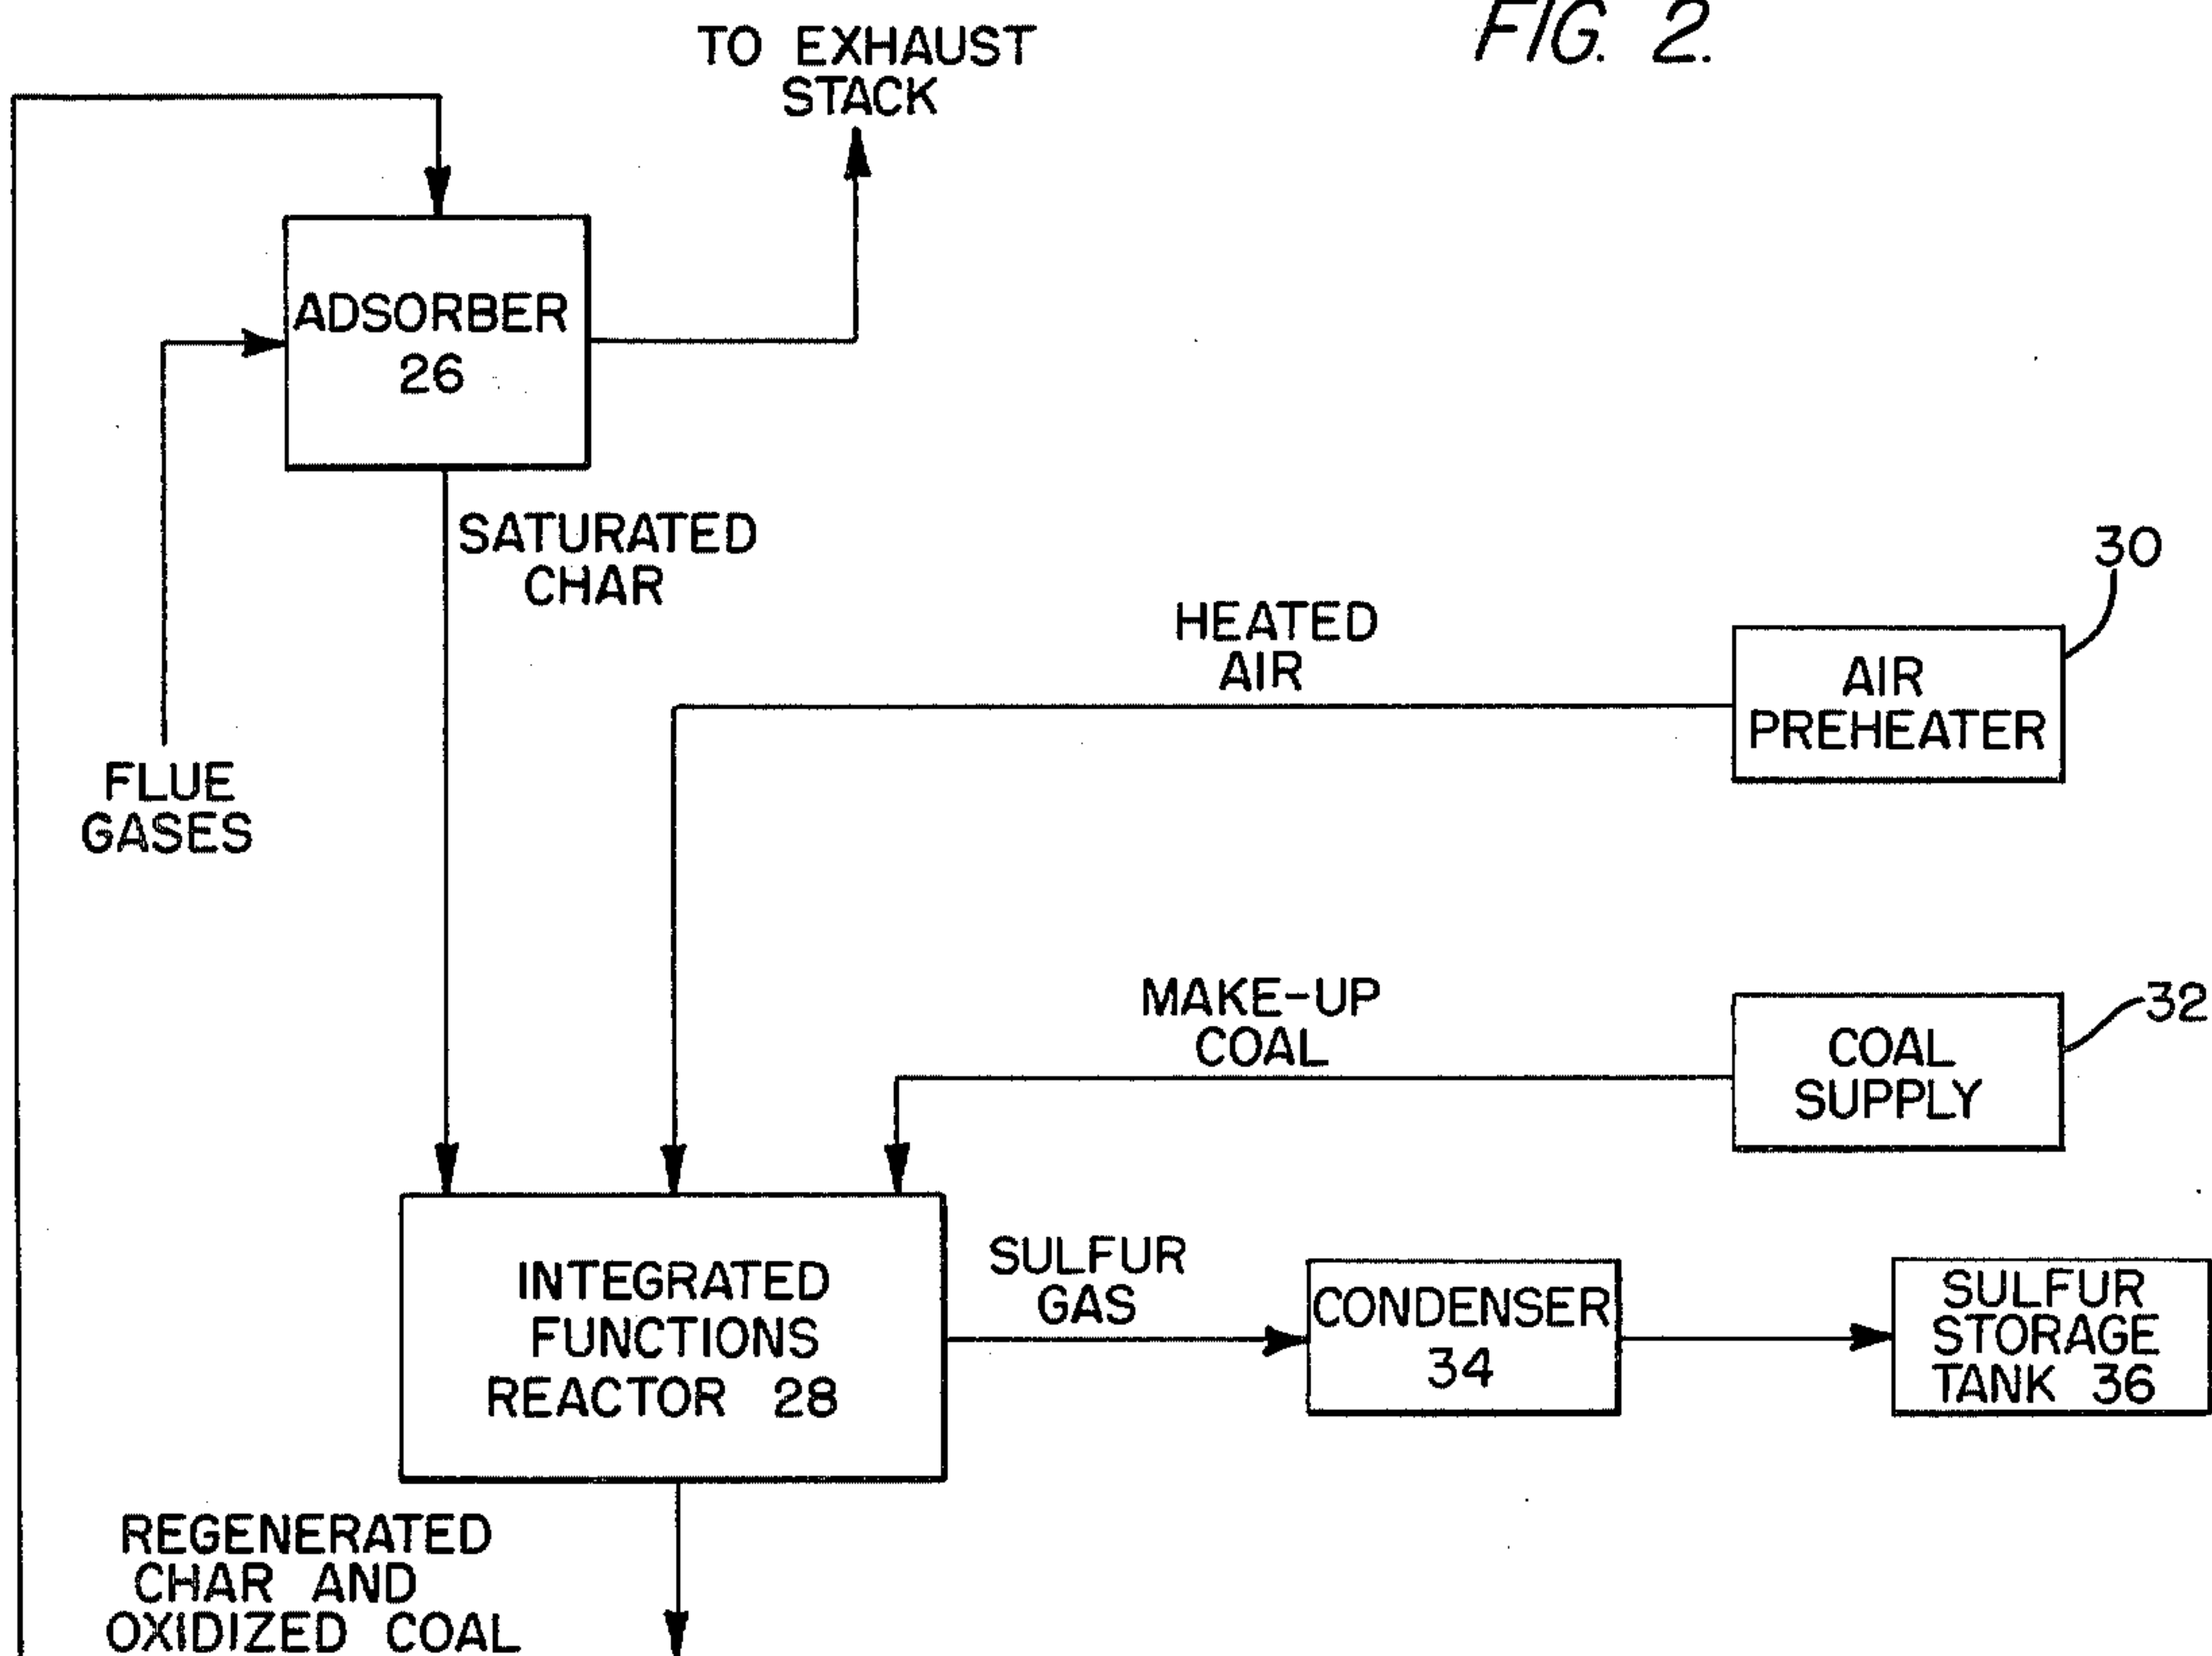 FIG. 2.
TO EXHAUST
STACK
ADSORBER
26
SATURATED
CHAR
FLUE
GASES
HEATED
AIR
30
AIR
PREHEATER
MAKE-UP
COAL
32
COAL
SUPPLY
INTEGRATED
FUNCTIONS
REACTOR 28
SULFUR
GAS
CONDENSER
34
SULFUR
STORAGE
TANK 36
REGENERATED
CHAR AND
OXIDIZED COAL